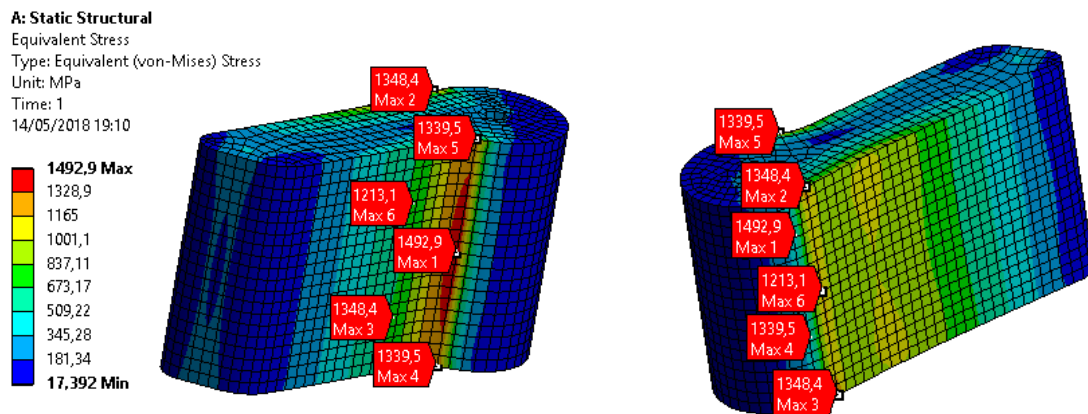 A: Static Structural
Equivalent Stress
Type: Equivalent (von-Mises) Stress
Unit: MPa
Time: 1
14/05/2018 19:10
1492,9 Max
1328,9
1165
1001,1
837,11
673,17
509,22
345,28
181,34
17,392 Min
1348,4
Max 2
1339,5
Max 5
1213,1
Max 6
1492,9
Max 1
1348,4
Max 3
1339,5
Max 4
1339,5
Max 5
1348,4
Max 2
1492,9
Max 1
1213,1
Max 6
1339,5
Max 4
1348,4
Max 3